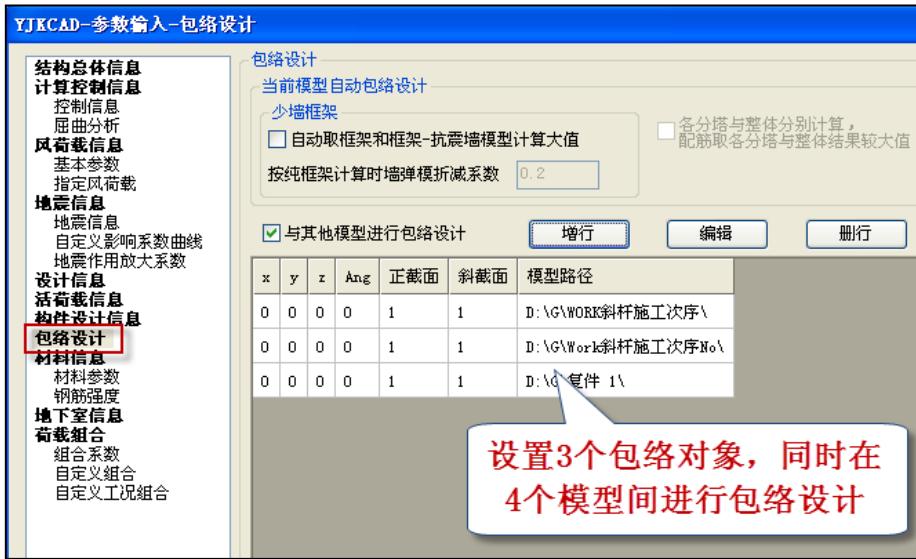 YJKCAD-参数输入-包络设计
结构总体信息
计算控制信息
控制信息
屈曲分析
风荷载信息
基本参数
指定风荷载
地震信息
地震信息
自定义影响系数曲线
地震作用放大系数
设计信息
活荷载信息
构件设计信息
包络设计
材料信息
材料参数
钢筋强度
地下室信息
荷载组合
组合系数
自定义组合
自定义工况组合
包络设计
当前模型自动包络设计
少墙框架
自动取框架和框架-抗震墙模型计算大值
按纯框架计算时墙弹模折减系数 0.2
各分塔与整体分别计算，
配筋取各分塔与整体结果较大值
与其他模型进行包络设计 增行 编辑 删行
x y z Ang 正截面 斜截面 模型路径
0 0 0 0 1 1 D:\G\WORK斜杆施工次序\
0 0 0 0 1 1 D:\G\Work斜杆施工次序No\
0 0 0 0 1 1 D:\G\复件 1\
设置3个包络对象，同时在
4个模型间进行包络设计